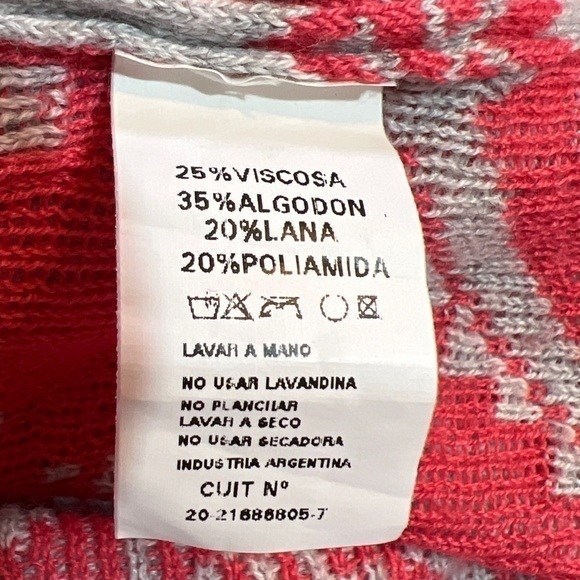 25%VISCOSA
35%ALGODON
20%LANA
20%POLIAMIDA
LAVAR A MANO
NO USAR LAVANDINA
NO PLANCHAR
LAVAR A SECO
NO USAR SECADORA
INDUSTRIA ARGENTINA
CUIT Nº
20-21686805-7